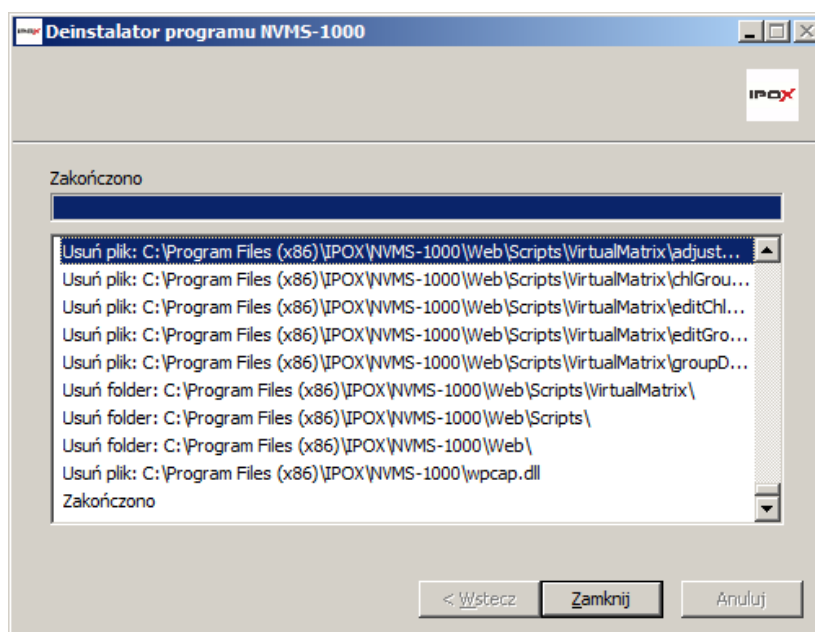 IPOX Deinstalator programu NVMS-1000
IPOX
Zakończono
Usuń plik: C:\Program Files (x86)\IPOX\NVMS-1000\Web\Scripts\VirtualMatrix\adjust...
Usuń plik: C:\Program Files (x86)\IPOX\NVMS-1000\Web\Scripts\VirtualMatrix\chlGrou...
Usuń plik: C:\Program Files (x86)\IPOX\NVMS-1000\Web\Scripts\VirtualMatrix\editChl...
Usuń plik: C:\Program Files (x86)\IPOX\NVMS-1000\Web\Scripts\VirtualMatrix\editGro...
Usuń plik: C:\Program Files (x86)\IPOX\NVMS-1000\Web\Scripts\VirtualMatrix\groupD...
Usuń folder: C:\Program Files (x86)\IPOX\NVMS-1000\Web\Scripts\VirtualMatrix\
Usuń folder: C:\Program Files (x86)\IPOX\NVMS-1000\Web\Scripts\
Usuń folder: C:\Program Files (x86)\IPOX\NVMS-1000\Web\
Usuń plik: C:\Program Files (x86)\IPOX\NVMS-1000\wpcap.dll
Zakończono
< Wstecz Zamknij Anuluj